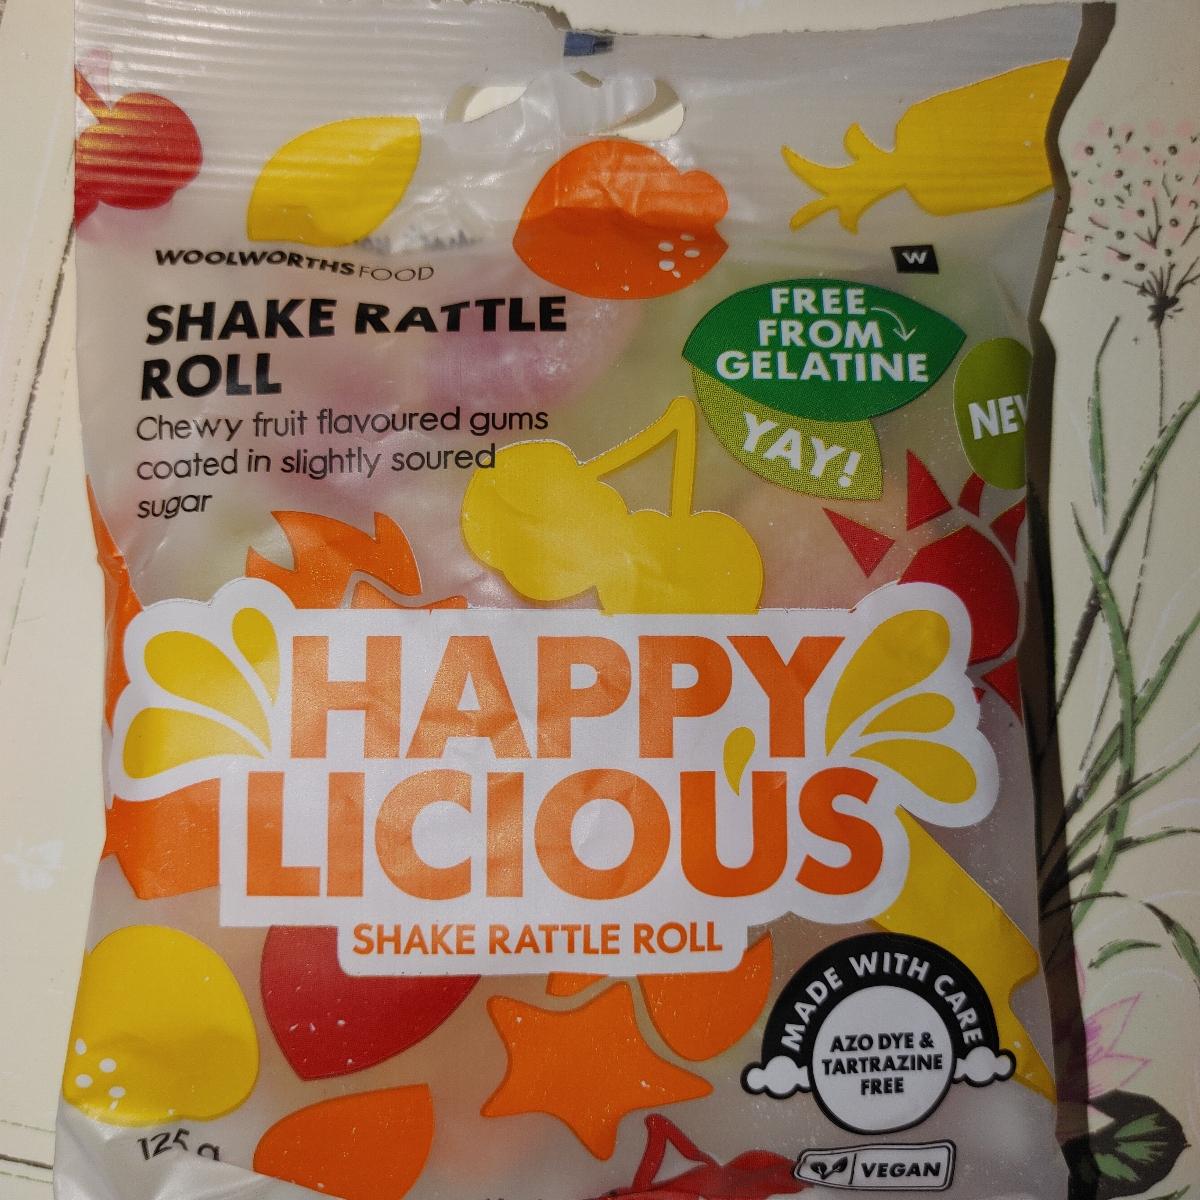 WOOLWORTHS FOOD
W
SHAKE RATTLE
ROLL
Chewy fruit flavoured gums
coated in slightly soured
sugar
FREE
FROM
GELATINE
YAY!
NEW
HAPPY
LICIOUS
SHAKE RATTLE ROLL
MADE WITH CARE
AZO DYE &
TARTRAZINE
FREE
125 g
VEGAN